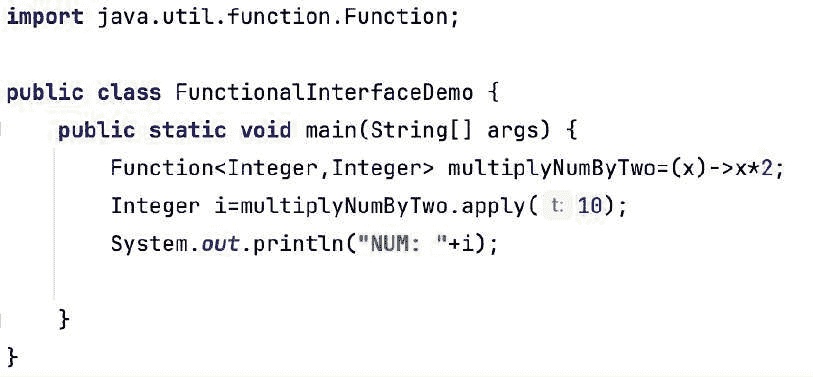 import java.util.function.Function;
public class FunctionalInterfaceDemo {
    public static void main(String[] args) {
        Function<Integer,Integer> multiplyNumByTwo=(x)->x*2;
        Integer i=multiplyNumByTwo.apply( t: 10);
        System.out.println("NUM: "+i);
    }
}